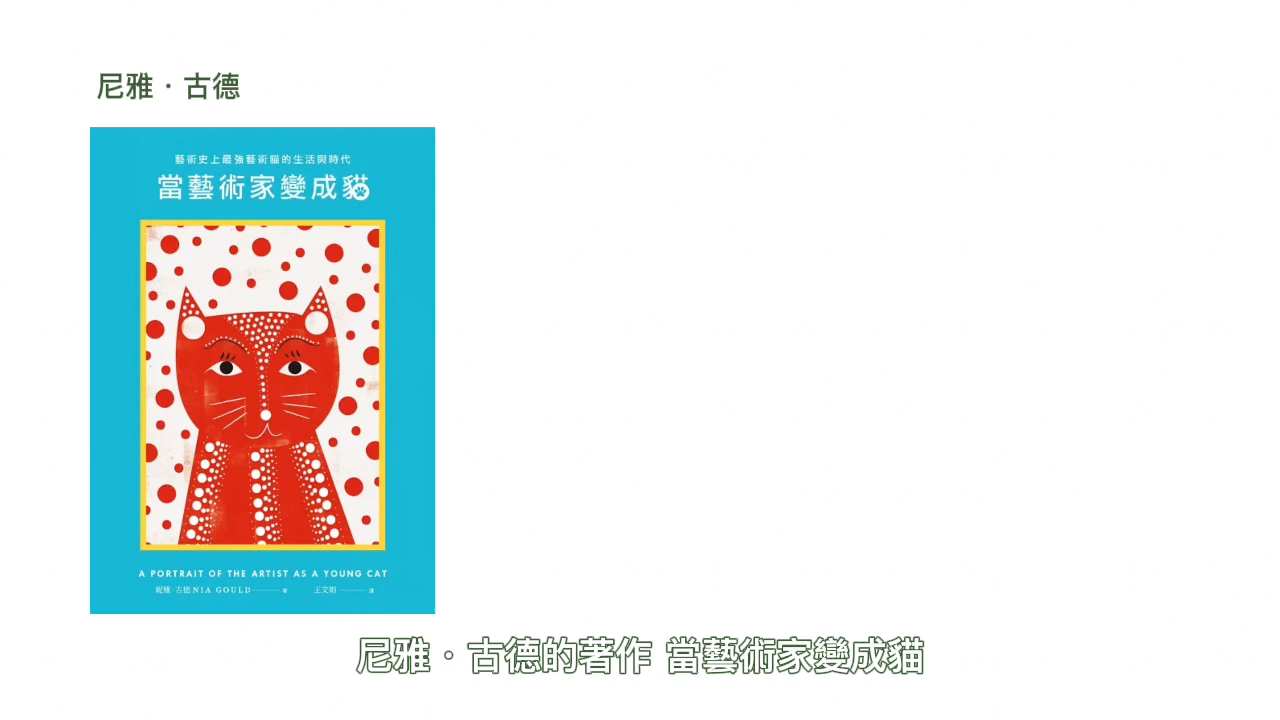 尼雅·古德
藝術史上最強藝術貓的生活與時代
當藝術家變成貓
A PORTRAIT OF THE ARTIST AS A YOUNG CAT
妮雅·古德 NIA GOULD 著 王文娟 譯
尼雅·古德的著作 當藝術家變成貓